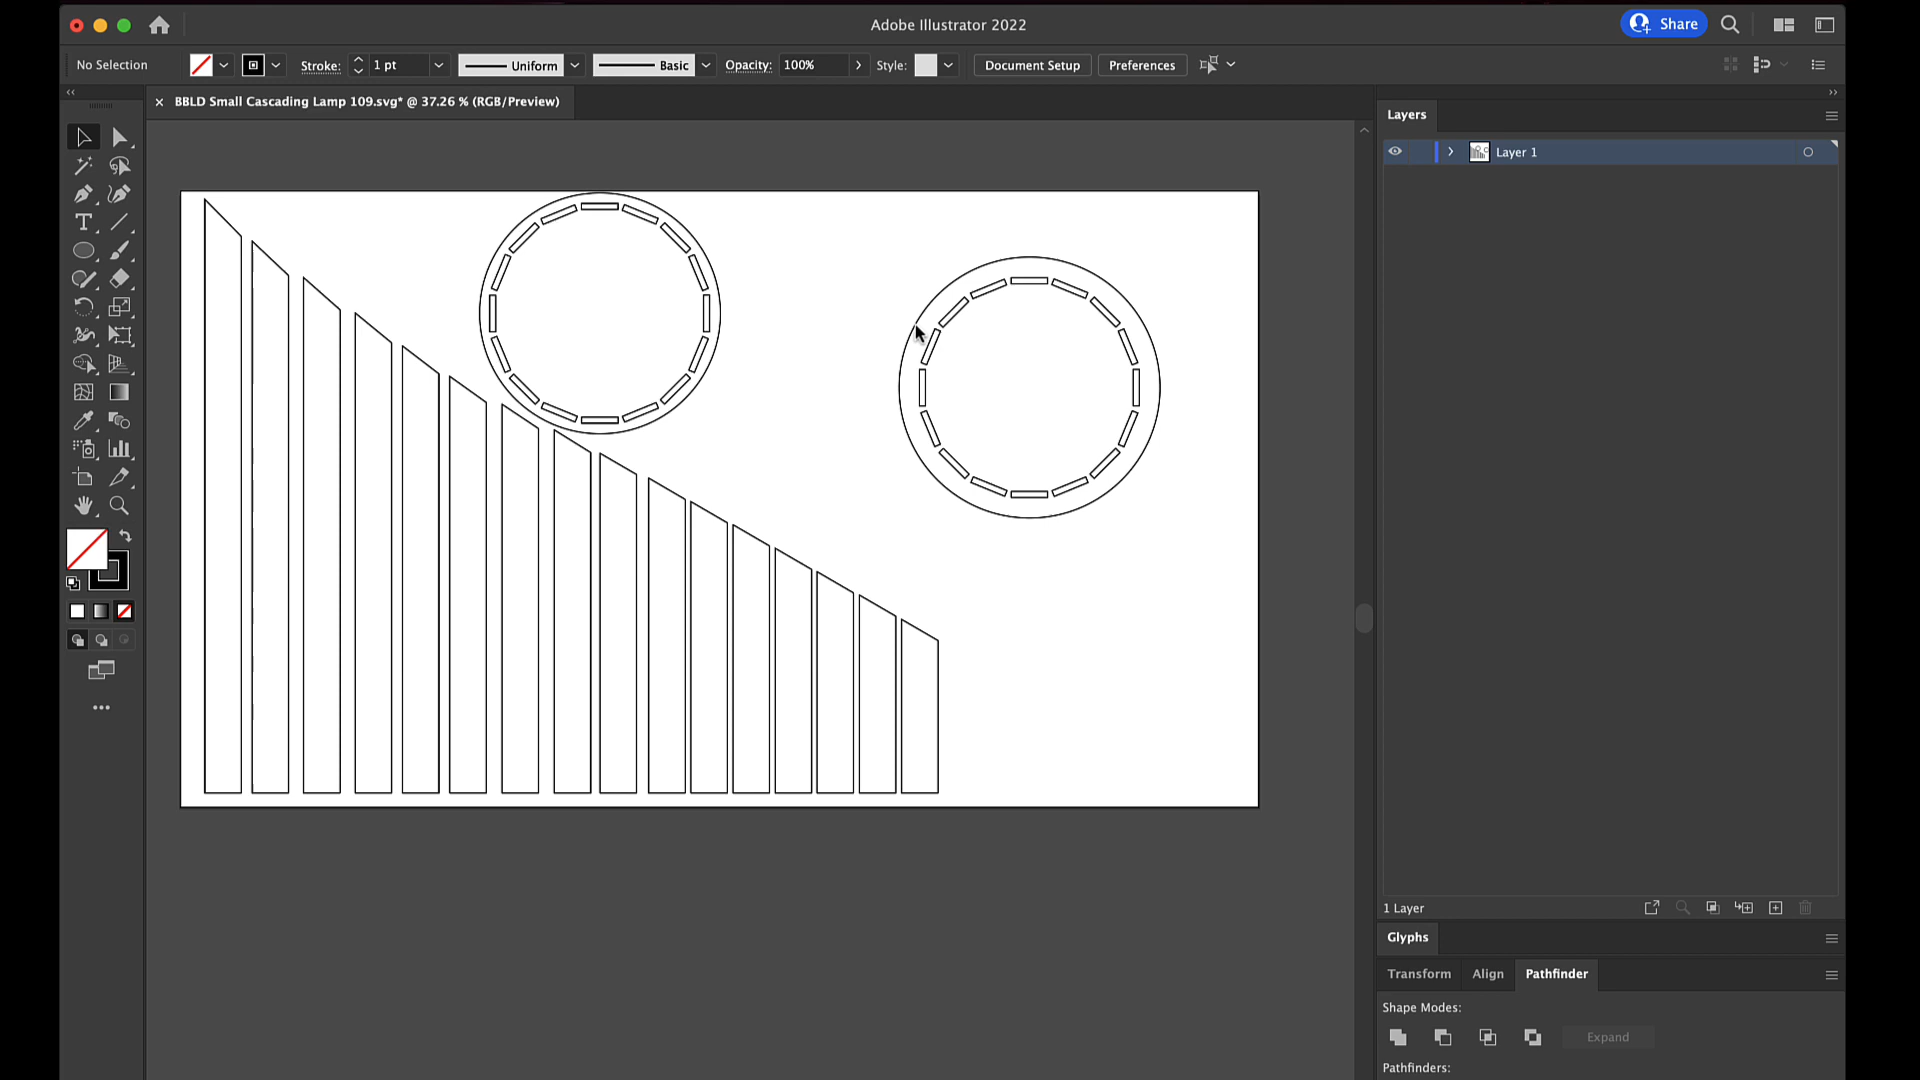 Adobe Illustrator 2022
Share
No Selection
Stroke:
1 pt
Uniform
Basic
Opacity:
100%
Style:
Document Setup
Preferences
BBLD Small Cascading Lamp 109.svg* @ 37.26 % (RGB/Preview)
Layers
Layer 1
1 Layer
Glyphs
Transform
Align
Pathfinder
Shape Modes:
Expand
Pathfinders: